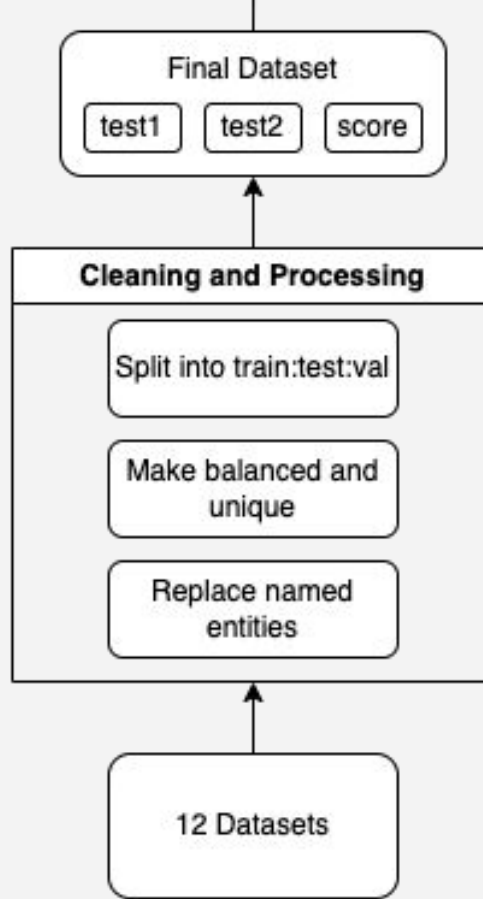 Final Dataset
test1 test2 score
Cleaning and Processing
Split into train:test:val
Make balanced and
unique
Replace named
entities
12 Datasets